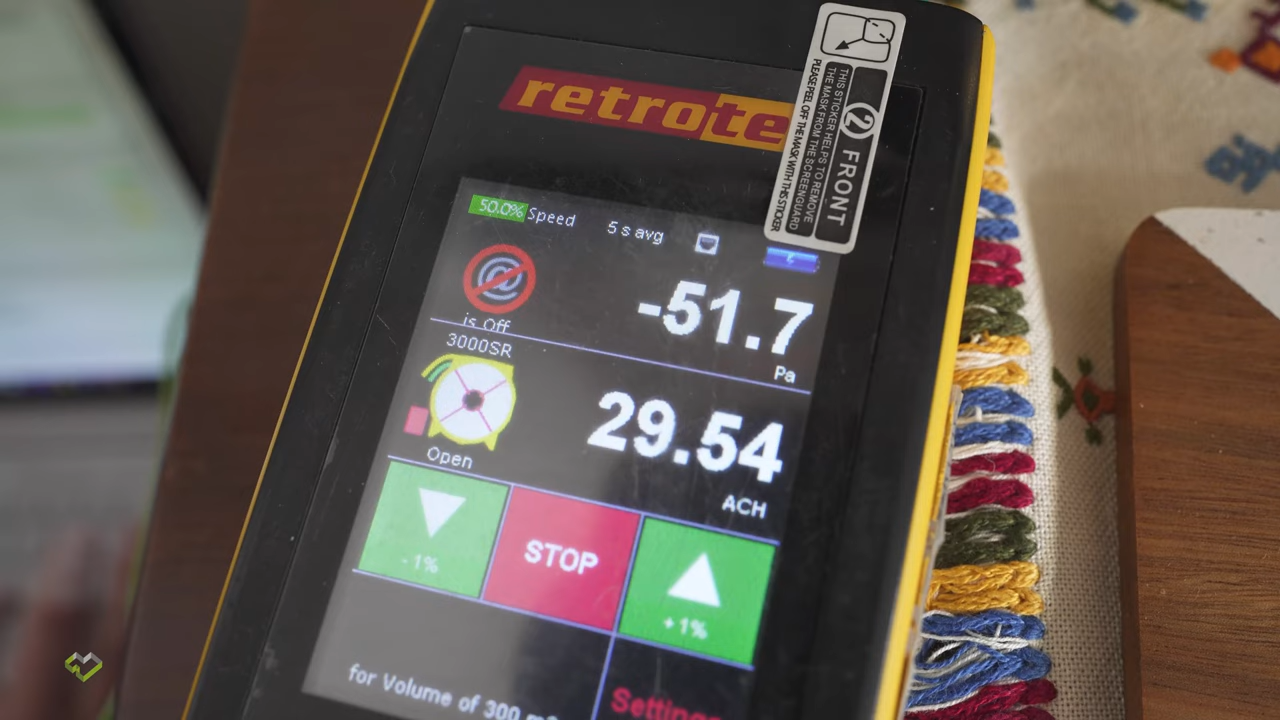 retrote
2 FRONT
THIS STICKER HELPS TO REMOVE
THE MASK FROM THE SCREENGUARD
PLEASE PEEL OFF THE MASK WITH THIS STICKER
50.0% Speed 5 s avg
@
is Off
-51.7
Pa
3000SR
29.54
Open
ACH
- 1%
STOP
+1%
for Volume of 300 m
Settings